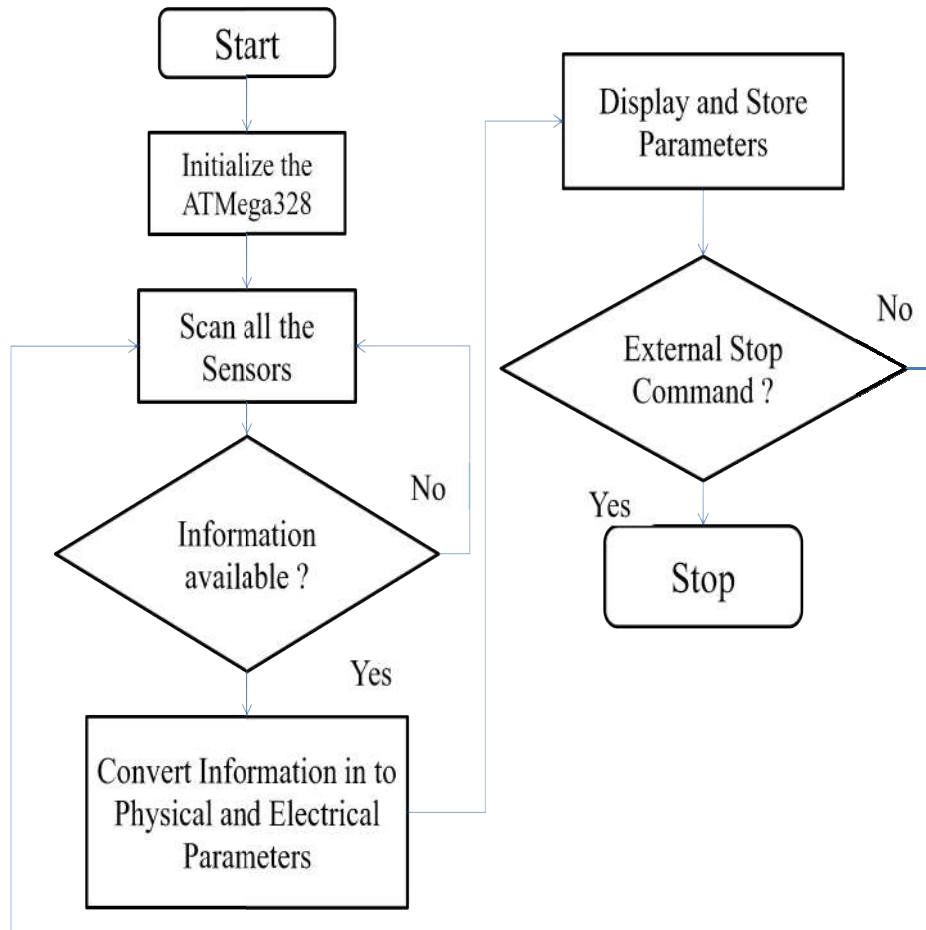 Start
Initialize the
ATMega328
Scan all the
Sensors
No
Information
available ?
Yes
Convert Information in to
Physical and Electrical
Parameters
Display and Store
Parameters
No
External Stop
Command ?
Yes
Stop